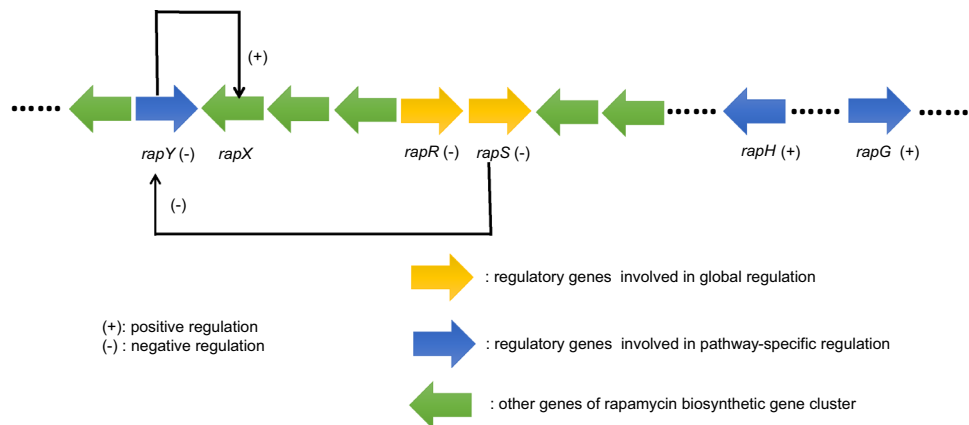 (+)
rapY (-)
rapX
rapR (-)
rapS (-)
rapH (+)
rapG (+)
(-)
: regulatory genes involved in global regulation
(+): positive regulation
(-) : negative regulation
: regulatory genes involved in pathway-specific regulation
: other genes of rapamycin biosynthetic gene cluster